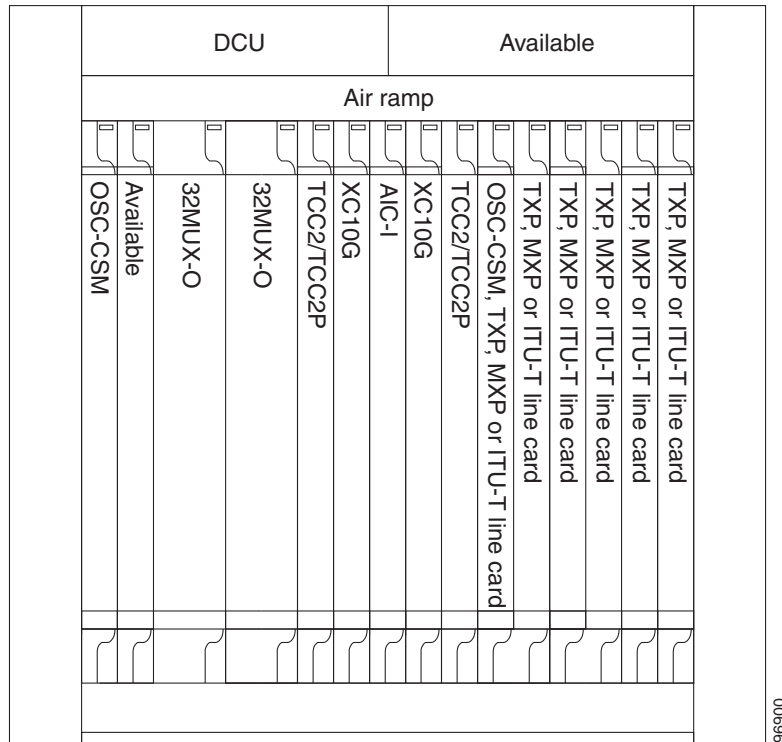 DCU
Available
Air ramp
OSC-CSM
Available
32MUX-O
32MUX-O
TCC2/TCC2P
XC10G
AIC-I
XC10G
TCC2/TCC2P
OSC-CSM, TXP, MXP or ITU-T line card
TXP, MXP or ITU-T line card
TXP, MXP or ITU-T line card
TXP, MXP or ITU-T line card
TXP, MXP or ITU-T line card
TXP, MXP or ITU-T line card